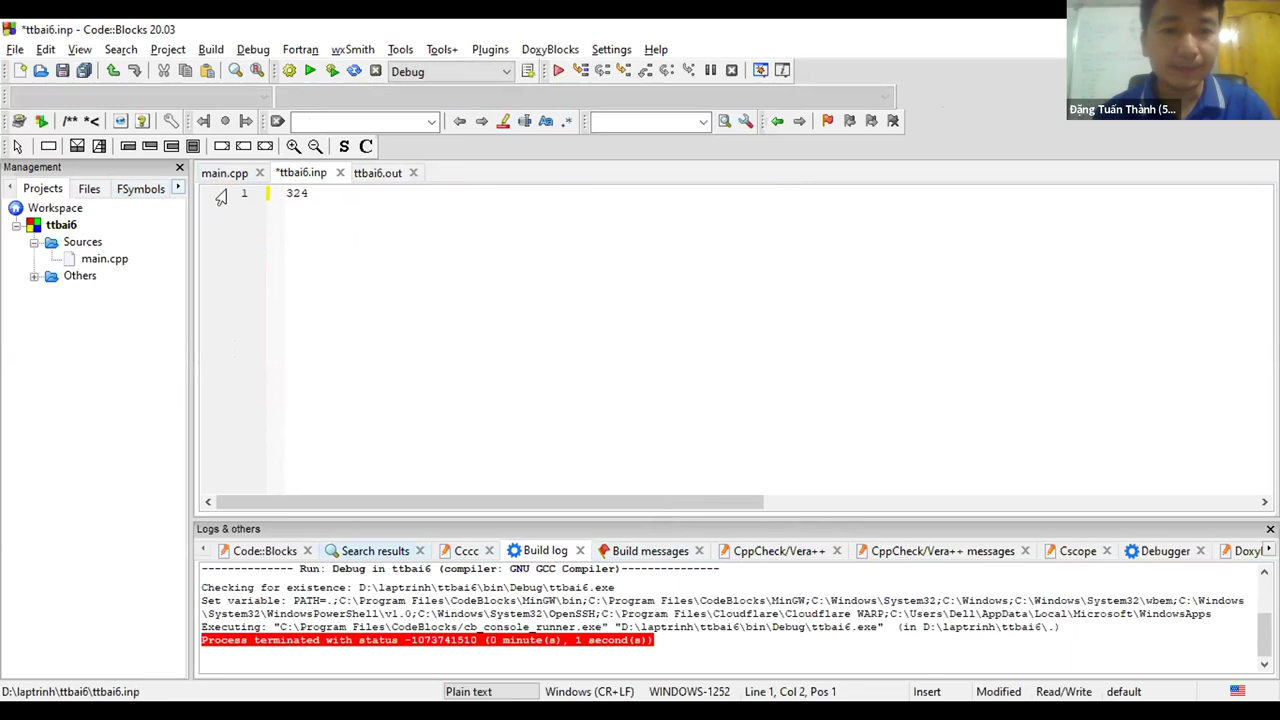 *ttbai6.inp - Code::Blocks 20.03
File Edit View Search Project Build Debug Fortran wxSmith Tools Tools+ Plugins DoxyBlocks Settings Help
Debug
/** *<
Aa .*
S C
Đặng Tuấn Thành (5...
Management
Projects Files FSymbols
Workspace
ttbai6
Sources
main.cpp
Others
main.cpp *ttbai6.inp ttbai6.out
1 324
Logs & others
Code::Blocks Search results Cccc Build log Build messages CppCheck/Vera++ CppCheck/Vera++ messages Cscope Debugger Doxyl
-------------- Run: Debug in ttbai6 (compiler: GNU GCC Compiler)---------------
Checking for existence: D:\laptrinh\ttbai6\bin\Debug\ttbai6.exe
Set variable: PATH=.;C:\Program Files\CodeBlocks\MinGW\bin;C:\Program Files\CodeBlocks\MinGW;C:\Windows\System32;C:\Windows;C:\Windows\System32\wbem;C:\Windows
\System32\WindowsPowerShell\v1.0;C:\Windows\System32\OpenSSH;C:\Program Files\Cloudflare\Cloudflare WARP;C:\Users\Dell\AppData\Local\Microsoft\WindowsApps
Executing: "C:\Program Files\CodeBlocks/cb_console_runner.exe" "D:\laptrinh\ttbai6\bin\Debug\ttbai6.exe" (in D:\laptrinh\ttbai6\.)
Process terminated with status -1073741510 (0 minute(s), 1 second(s))
D:\laptrinh\ttbai6\ttbai6.inp Plain text Windows (CR+LF) WINDOWS-1252 Line 1, Col 2, Pos 1 Insert Modified Read/Write default